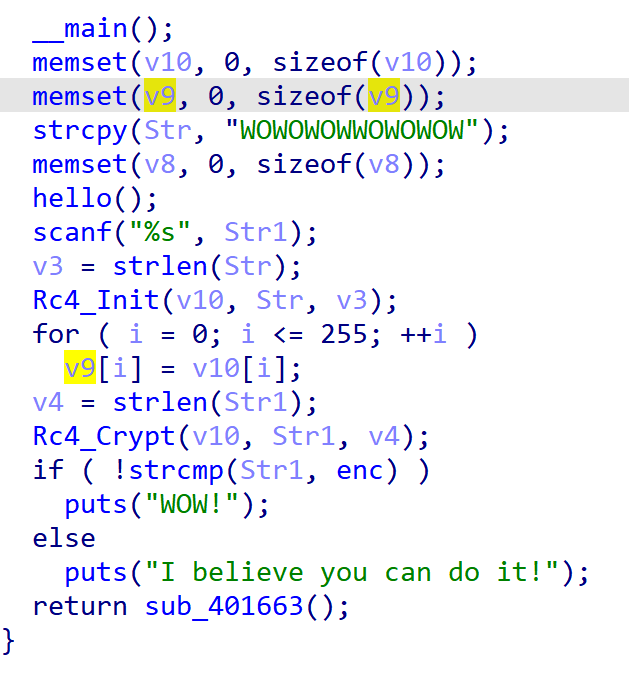 __main();
memset(v10, 0, sizeof(v10));
memset(v9, 0, sizeof(v9));
strcpy(Str, "WOWOWOWWOWOWOW");
memset(v8, 0, sizeof(v8));
hello();
scanf("%s", Str1);
v3 = strlen(Str);
Rc4_Init(v10, Str, v3);
for ( i = 0; i <= 255; ++i )
v9[i] = v10[i];
v4 = strlen(Str1);
Rc4_Crypt(v10, Str1, v4);
if ( !strcmp(Str1, enc) )
puts("WOW!");
else
puts("I believe you can do it!");
return sub_401663();
}